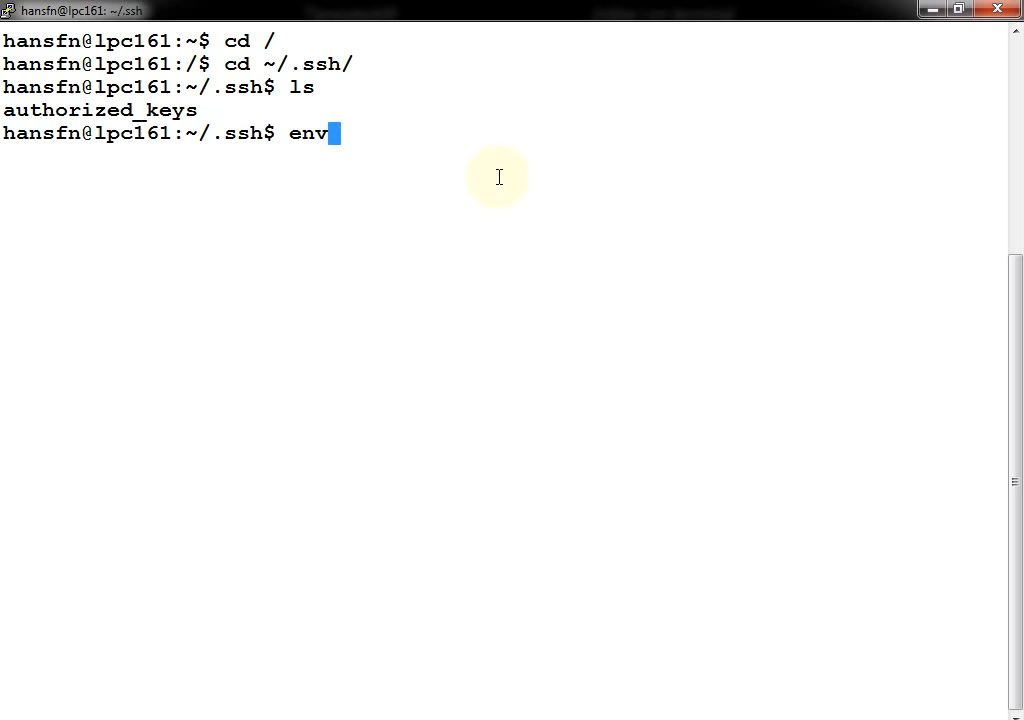 hansfn@lpc161: ~/.ssh
hansfn@lpc161:~$ cd /
hansfn@lpc161:/$ cd ~/.ssh/
hansfn@lpc161:~/.ssh$ ls
authorized_keys
hansfn@lpc161:~/.ssh$ env